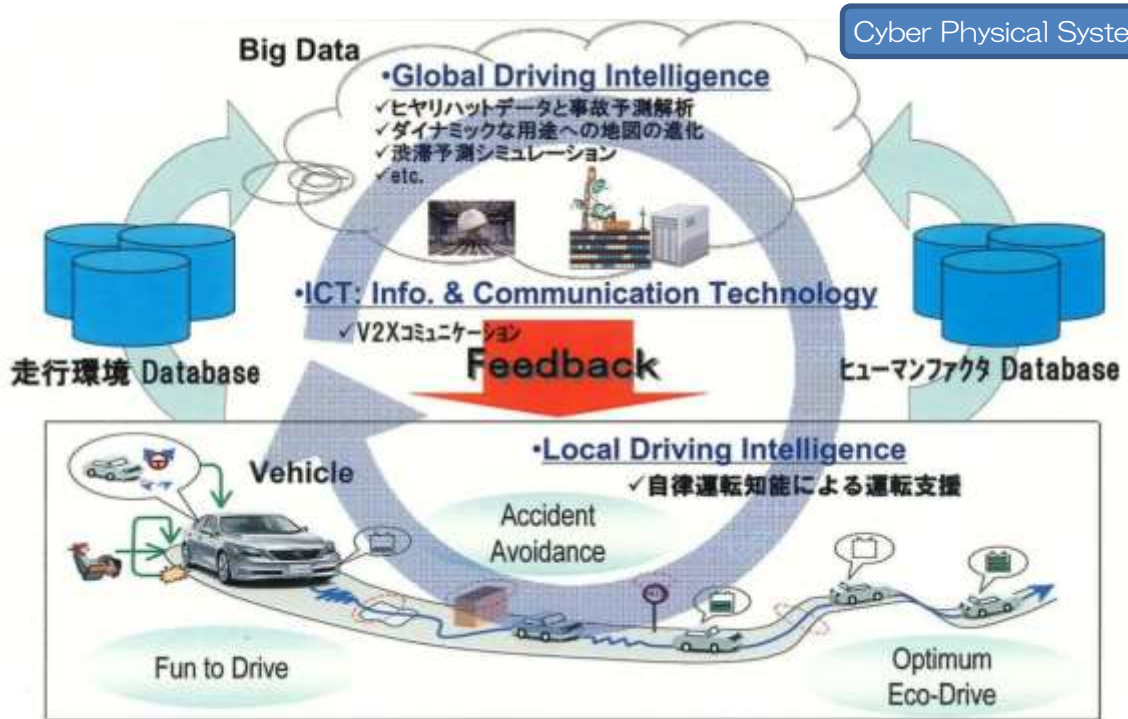 Cyber Physical Syste
Big Data
•Global Driving Intelligence
✓ヒヤリハットデータと事故予測解析
✓ダイナミックな用途への地図の進化
✓渋滞予測シミュレーション
✓etc.
•ICT: Info. & Communication Technology
✓V2Xコミュニケーション
Feedback
走行環境 Database
ヒューマンファクタ Database
•Local Driving Intelligence
✓自律運転知能による運転支援
Vehicle
Accident
Avoidance
Fun to Drive
Optimum
Eco-Drive